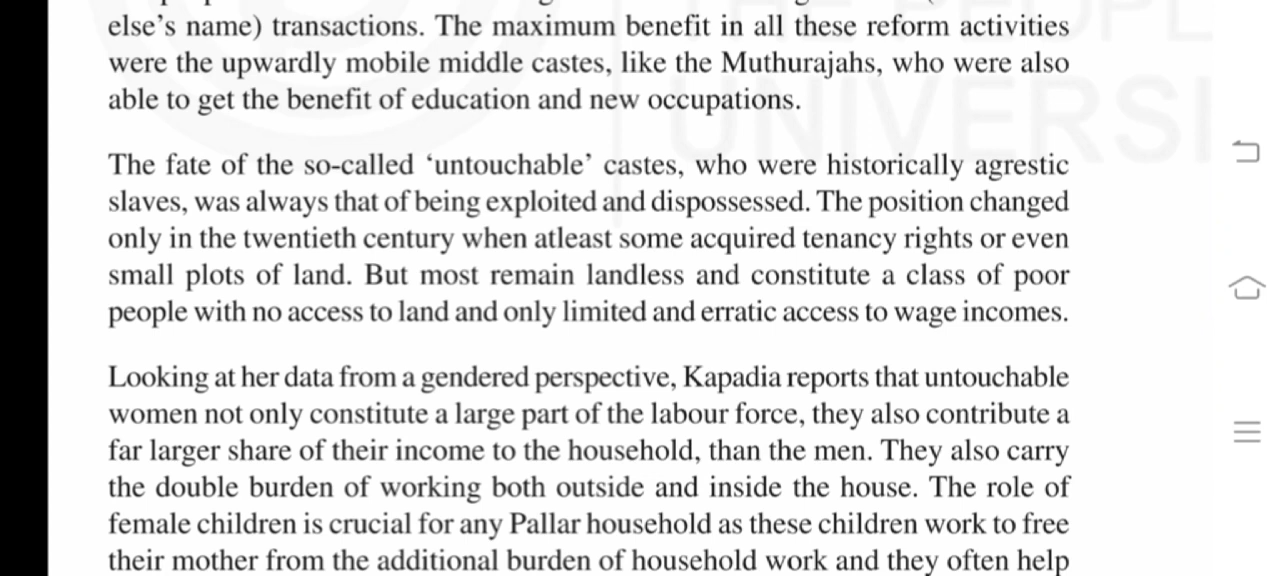 else’s name) transactions. The maximum benefit in all these reform activities
were the upwardly mobile middle castes, like the Muthurajahs, who were also
able to get the benefit of education and new occupations.
The fate of the so-called ‘untouchable’ castes, who were historically agrestic
slaves, was always that of being exploited and dispossessed. The position changed
only in the twentieth century when atleast some acquired tenancy rights or even
small plots of land. But most remain landless and constitute a class of poor
people with no access to land and only limited and erratic access to wage incomes.
Looking at her data from a gendered perspective, Kapadia reports that untouchable
women not only constitute a large part of the labour force, they also contribute a
far larger share of their income to the household, than the men. They also carry
the double burden of working both outside and inside the house. The role of
female children is crucial for any Pallar household as these children work to free
their mother from the additional burden of household work and they often help